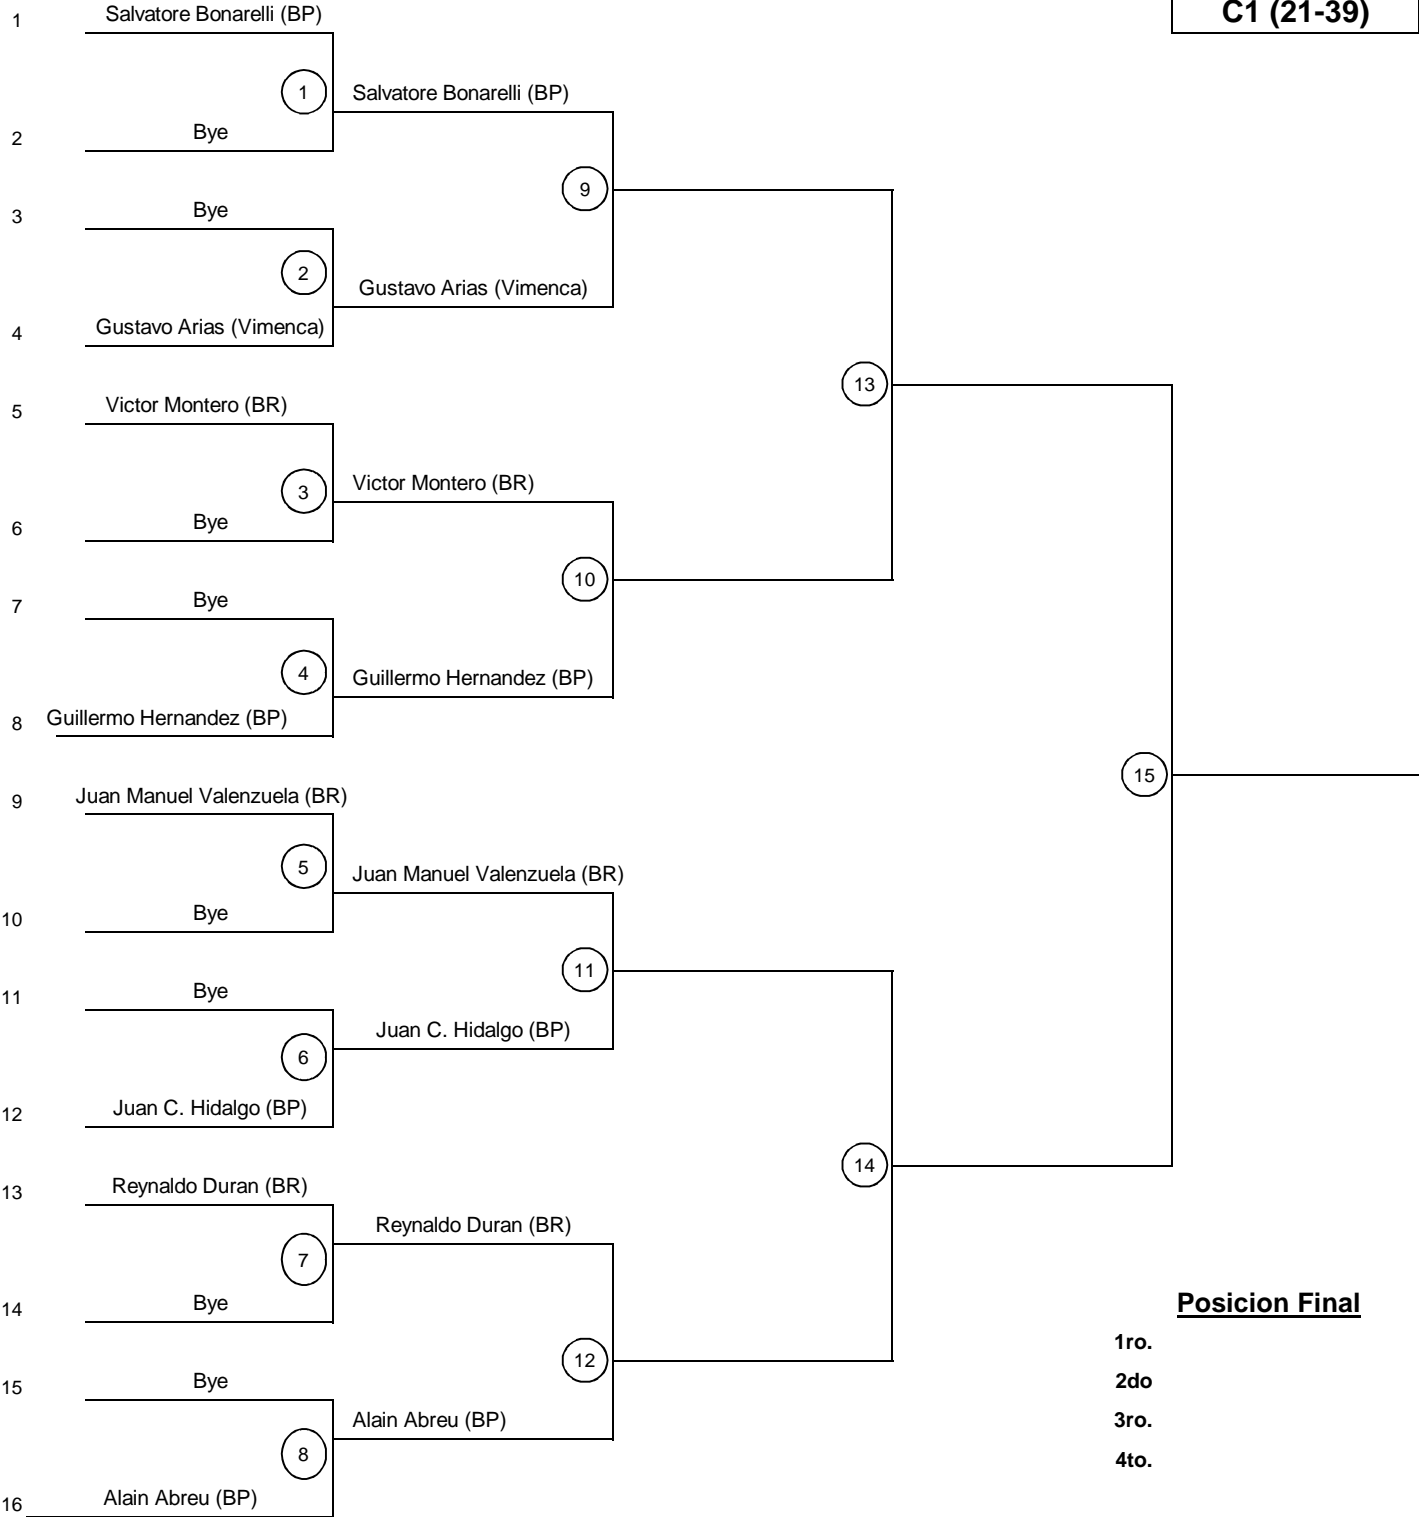 C1 (21-39)
1 Salvatore Bonarelli (BP)
1 Salvatore Bonarelli (BP)
2 Bye
9
3 Bye
2 Gustavo Arias (Vimenca)
4 Gustavo Arias (Vimenca)
13
5 Victor Montero (BR)
3 Victor Montero (BR)
6 Bye
10
7 Bye
4 Guillermo Hernandez (BP)
8 Guillermo Hernandez (BP)
15
9 Juan Manuel Valenzuela (BR)
5 Juan Manuel Valenzuela (BR)
10 Bye
11
11 Bye
6 Juan C. Hidalgo (BP)
12 Juan C. Hidalgo (BP)
14
13 Reynaldo Duran (BR)
7 Reynaldo Duran (BR)
14 Bye
12
15 Bye
8 Alain Abreu (BP)
16 Alain Abreu (BP)
Posicion Final
1ro.
2do
3ro.
4to.